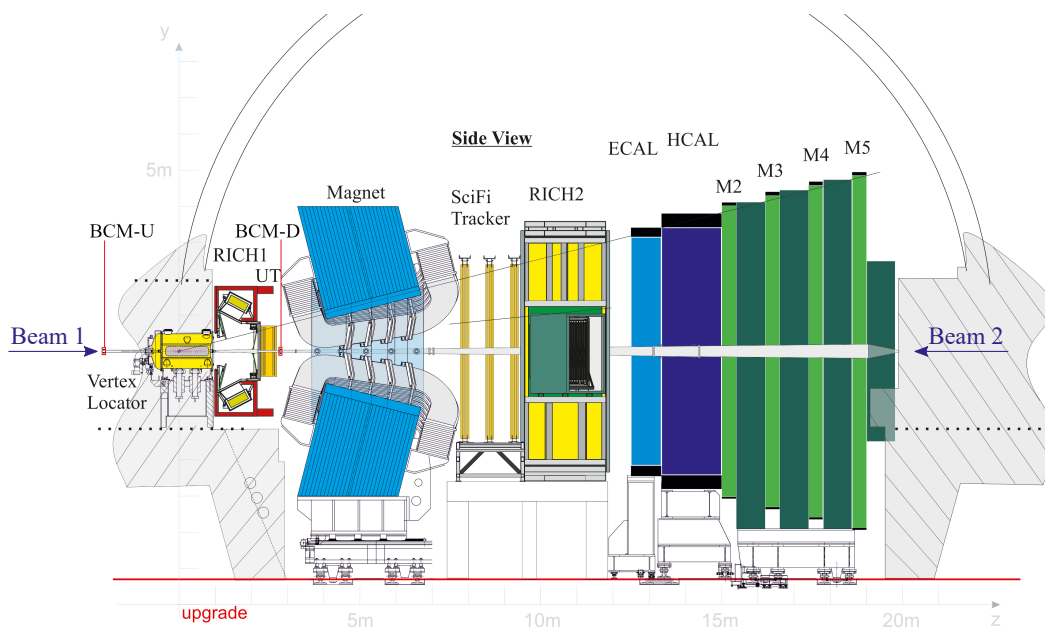 y
5m
Side View
ECAL
HCAL
M2
M3
M4
M5
Magnet
SciFi
Tracker
RICH2
BCM-U
RICH1
UT
BCM-D
Beam 1
Beam 2
Vertex
Locator
upgrade
5m
10m
15m
20m
z